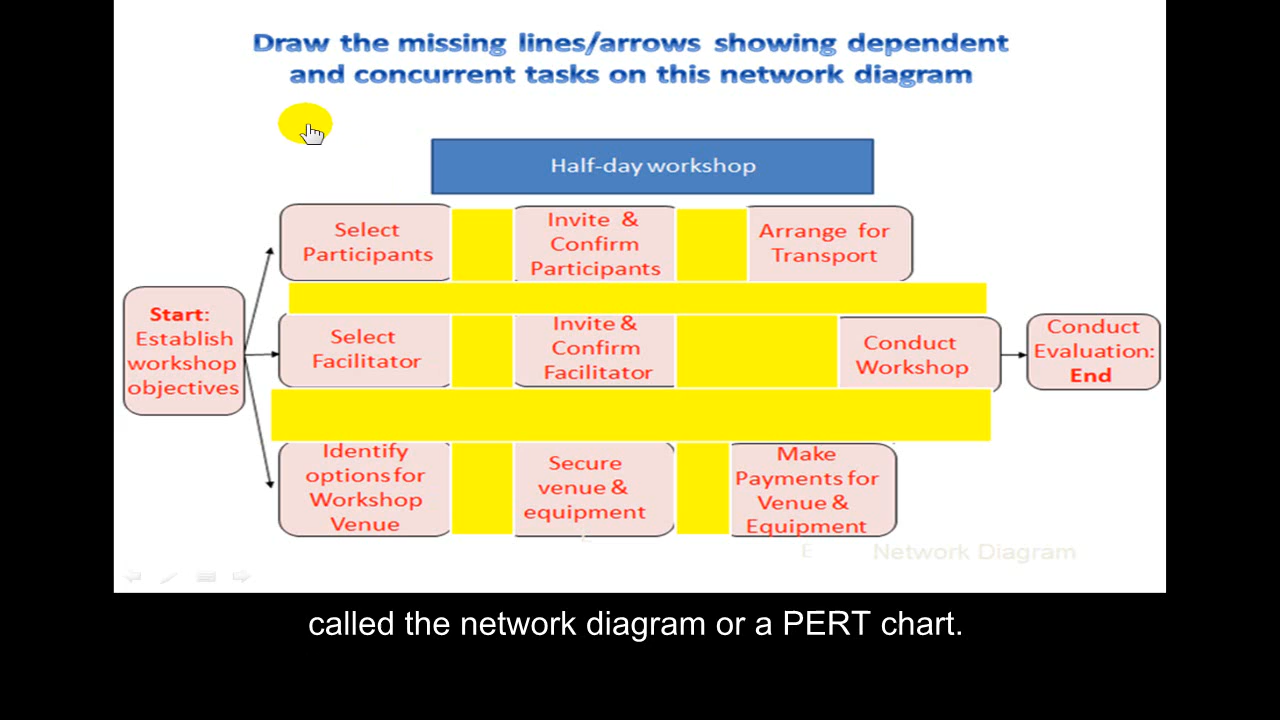 Draw the missing lines/arrows showing dependent
and concurrent tasks on this network diagram
Half-day workshop
Select
Participants
Invite &
Confirm
Participants
Arrange for
Transport
Start:
Establish
workshop
objectives
Select
Facilitator
Invite &
Confirm
Facilitator
Conduct
Workshop
Conduct
Evaluation:
End
Identify
options for
Workshop
Venue
Secure
venue &
equipment
Make
Payments for
Venue &
Equipment
E
Network Diagram
called the network diagram or a PERT chart.